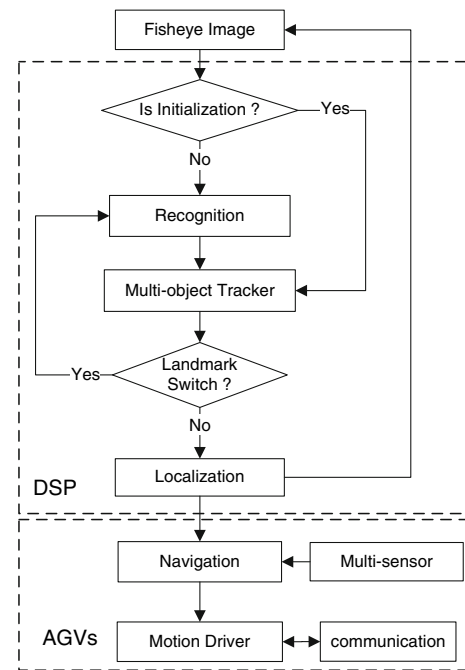 Fisheye Image
Is Initialization ?
Yes
No
Recognition
Multi-object Tracker
Landmark
Switch ?
Yes
No
Localization
DSP
Navigation
Multi-sensor
AGVs
Motion Driver
communication